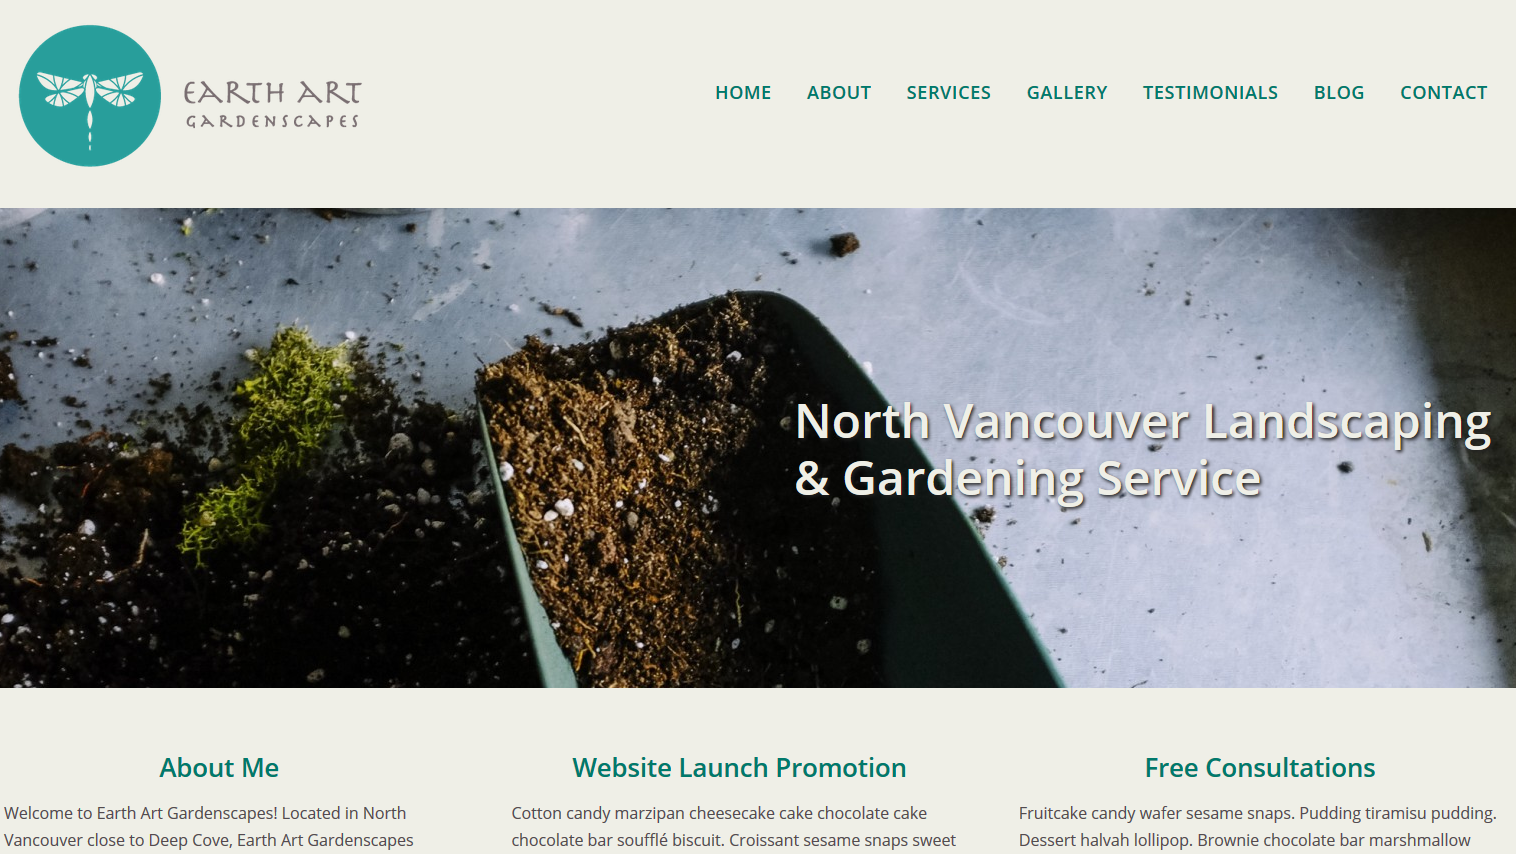 EARTH ART
GARDENSCAPES
HOME ABOUT SERVICES GALLERY TESTIMONIALS BLOG CONTACT
North Vancouver Landscaping
& Gardening Service
About Me
Welcome to Earth Art Gardenscapes! Located in North
Vancouver close to Deep Cove, Earth Art Gardenscapes
Website Launch Promotion
Cotton candy marzipan cheesecake cake chocolate cake
chocolate bar soufflé biscuit. Croissant sesame snaps sweet
Free Consultations
Fruitcake candy wafer sesame snaps. Pudding tiramisu pudding.
Dessert halvah lollipop. Brownie chocolate bar marshmallow